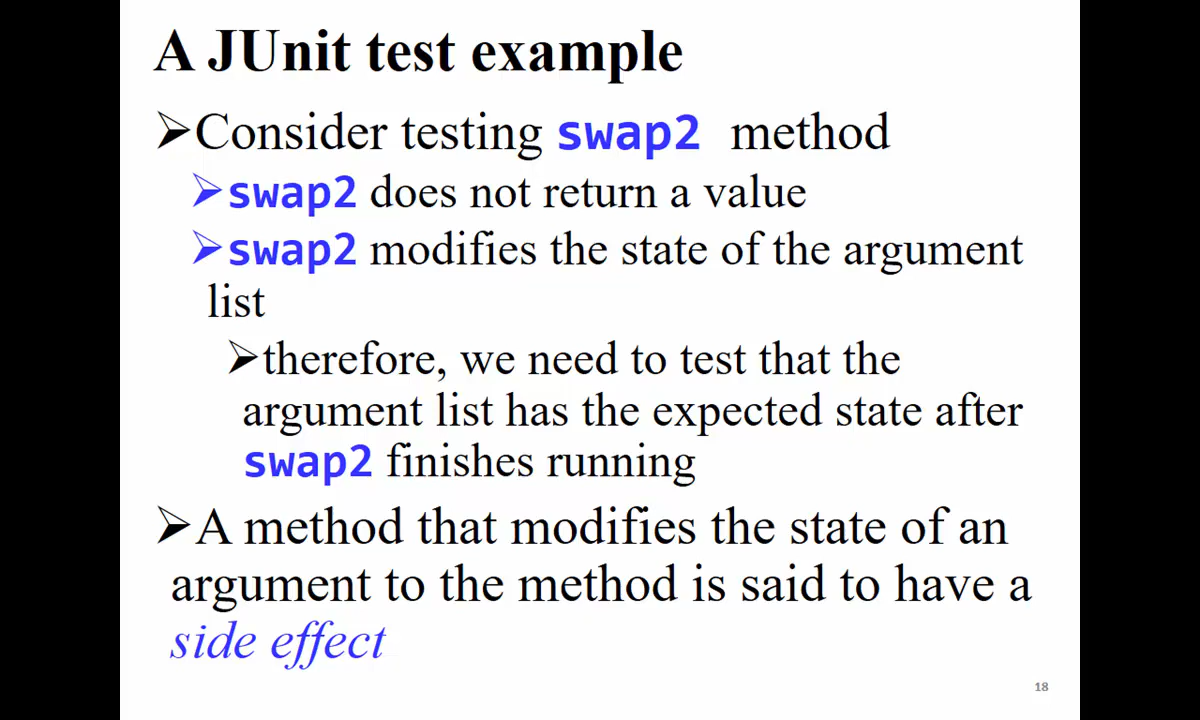 A JUnit test example
➢Consider testing swap2 method
➢swap2 does not return a value
➢swap2 modifies the state of the argument
list
➢therefore, we need to test that the
argument list has the expected state after
swap2 finishes running
➢A method that modifies the state of an
argument to the method is said to have a
side effect
18